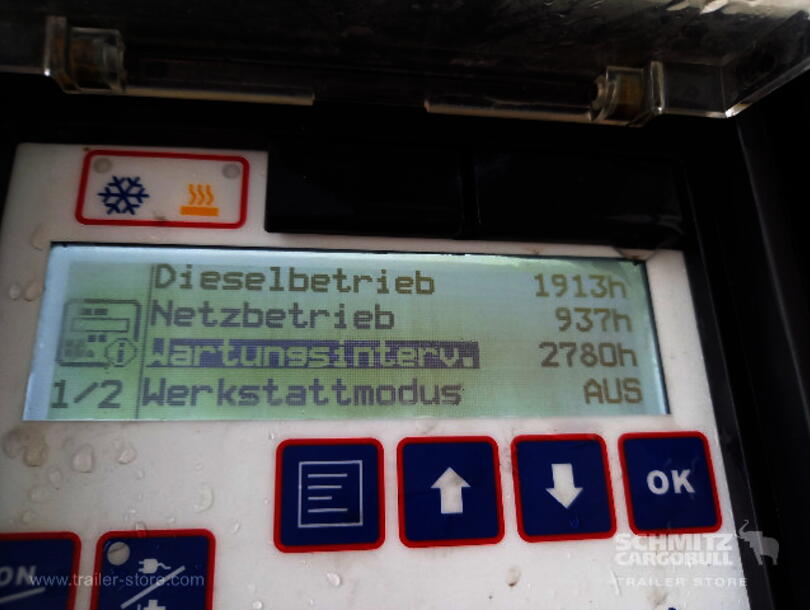 Dieselbetrieb 1913h
Netzbetrieb 937h
Wartungsinterv. 2780h
1/2 Werkstattmodus AUS
OK
ON
www.trailer-store.com
SCHMITZ
CARGOBULL
TRAILER STORE